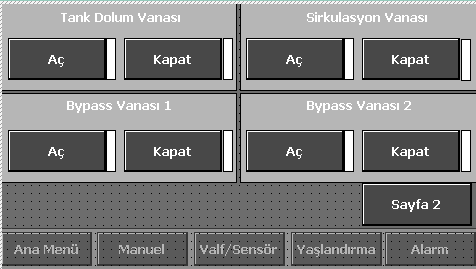 Tank Dolum Vanası
Sirkulasyon Vanası
Aç
Kapat
Aç
Kapat
Bypass Vanası 1
Bypass Vanası 2
Aç
Kapat
Aç
Kapat
Sayfa 2
Ana Menü
Manuel
Valf/Sensör
Yaşlandırma
Alarm